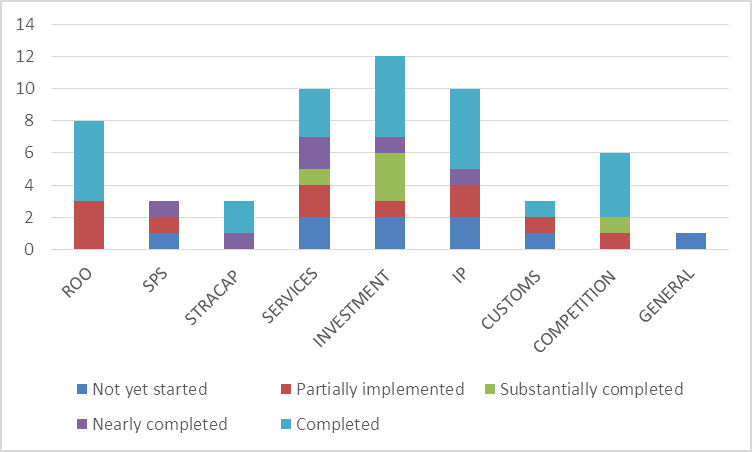 14
12
10
8
6
4
2
0
ROO
SPS
STRACAP
SERVICES
INVESTMENT
IP
CUSTOMS
COMPETITION
GENERAL
Not yet started Partially implemented Substantially completed
Nearly completed Completed